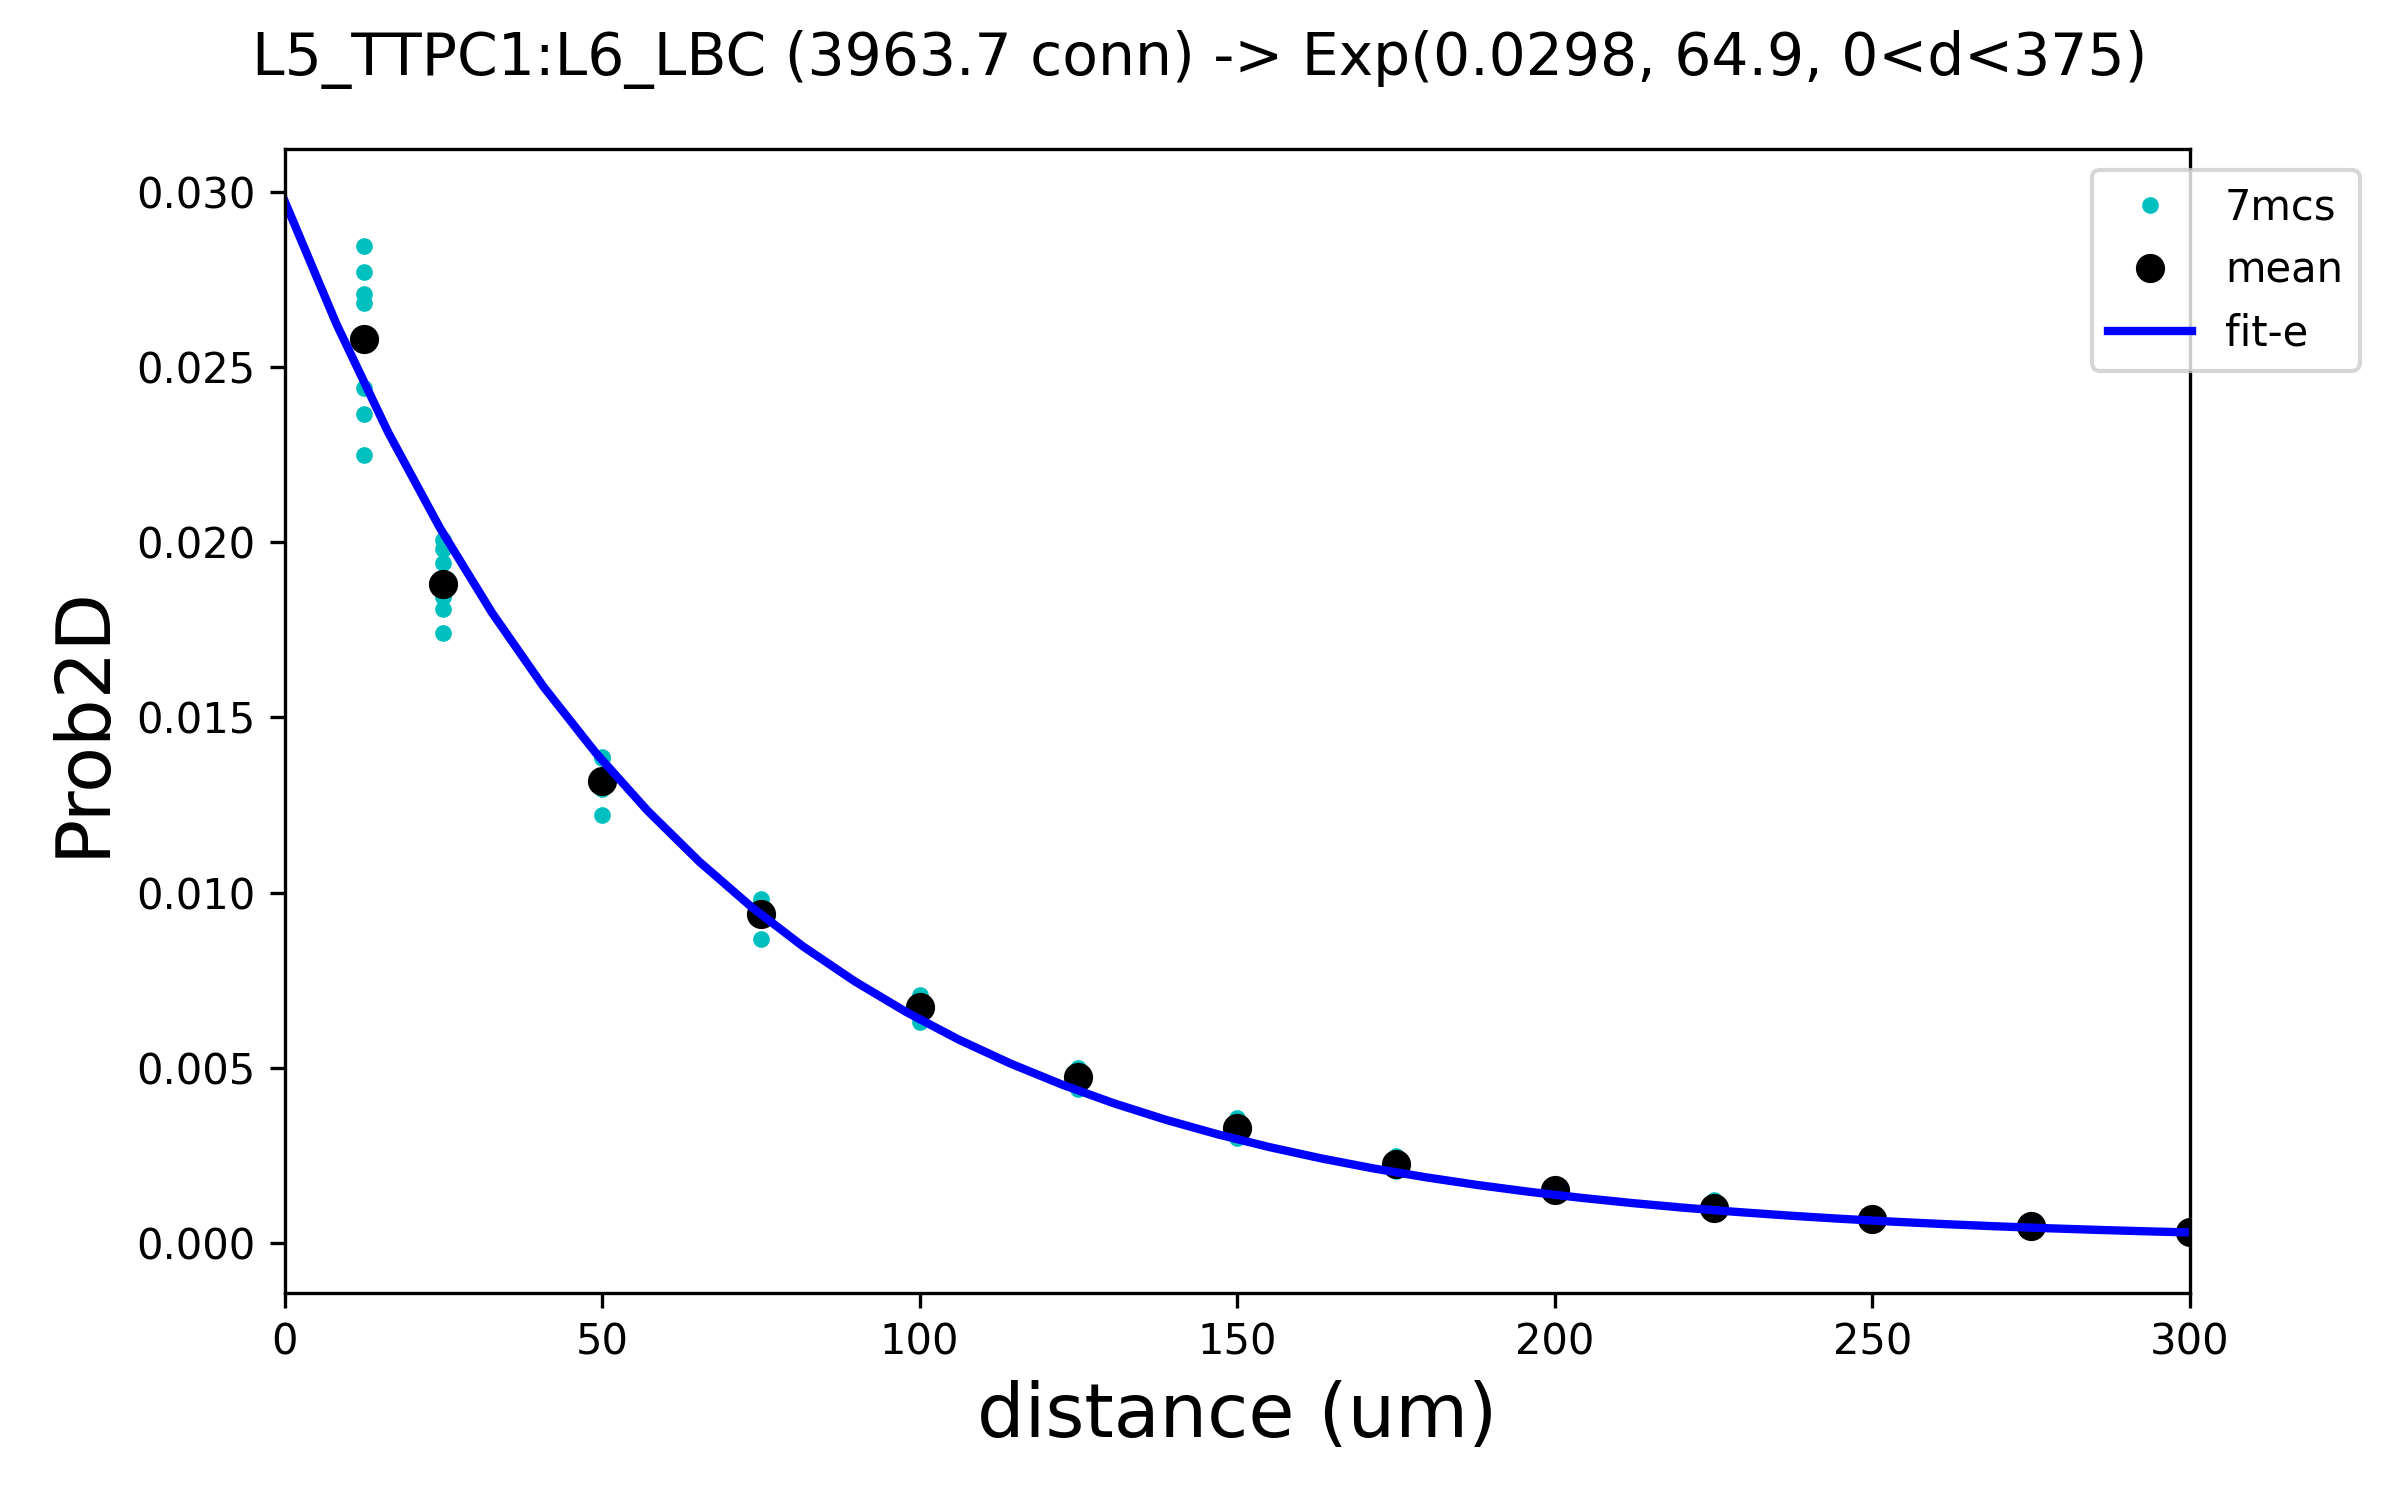 L5_TTPC1:L6_LBC (3963.7 conn) -> Exp(0.0298, 64.9, 0<d<375)
7mcs
mean
fit-e
Prob2D
0.030
0.025
0.020
0.015
0.010
0.005
0.000
0 50 100 150 200 250 300
distance (um)